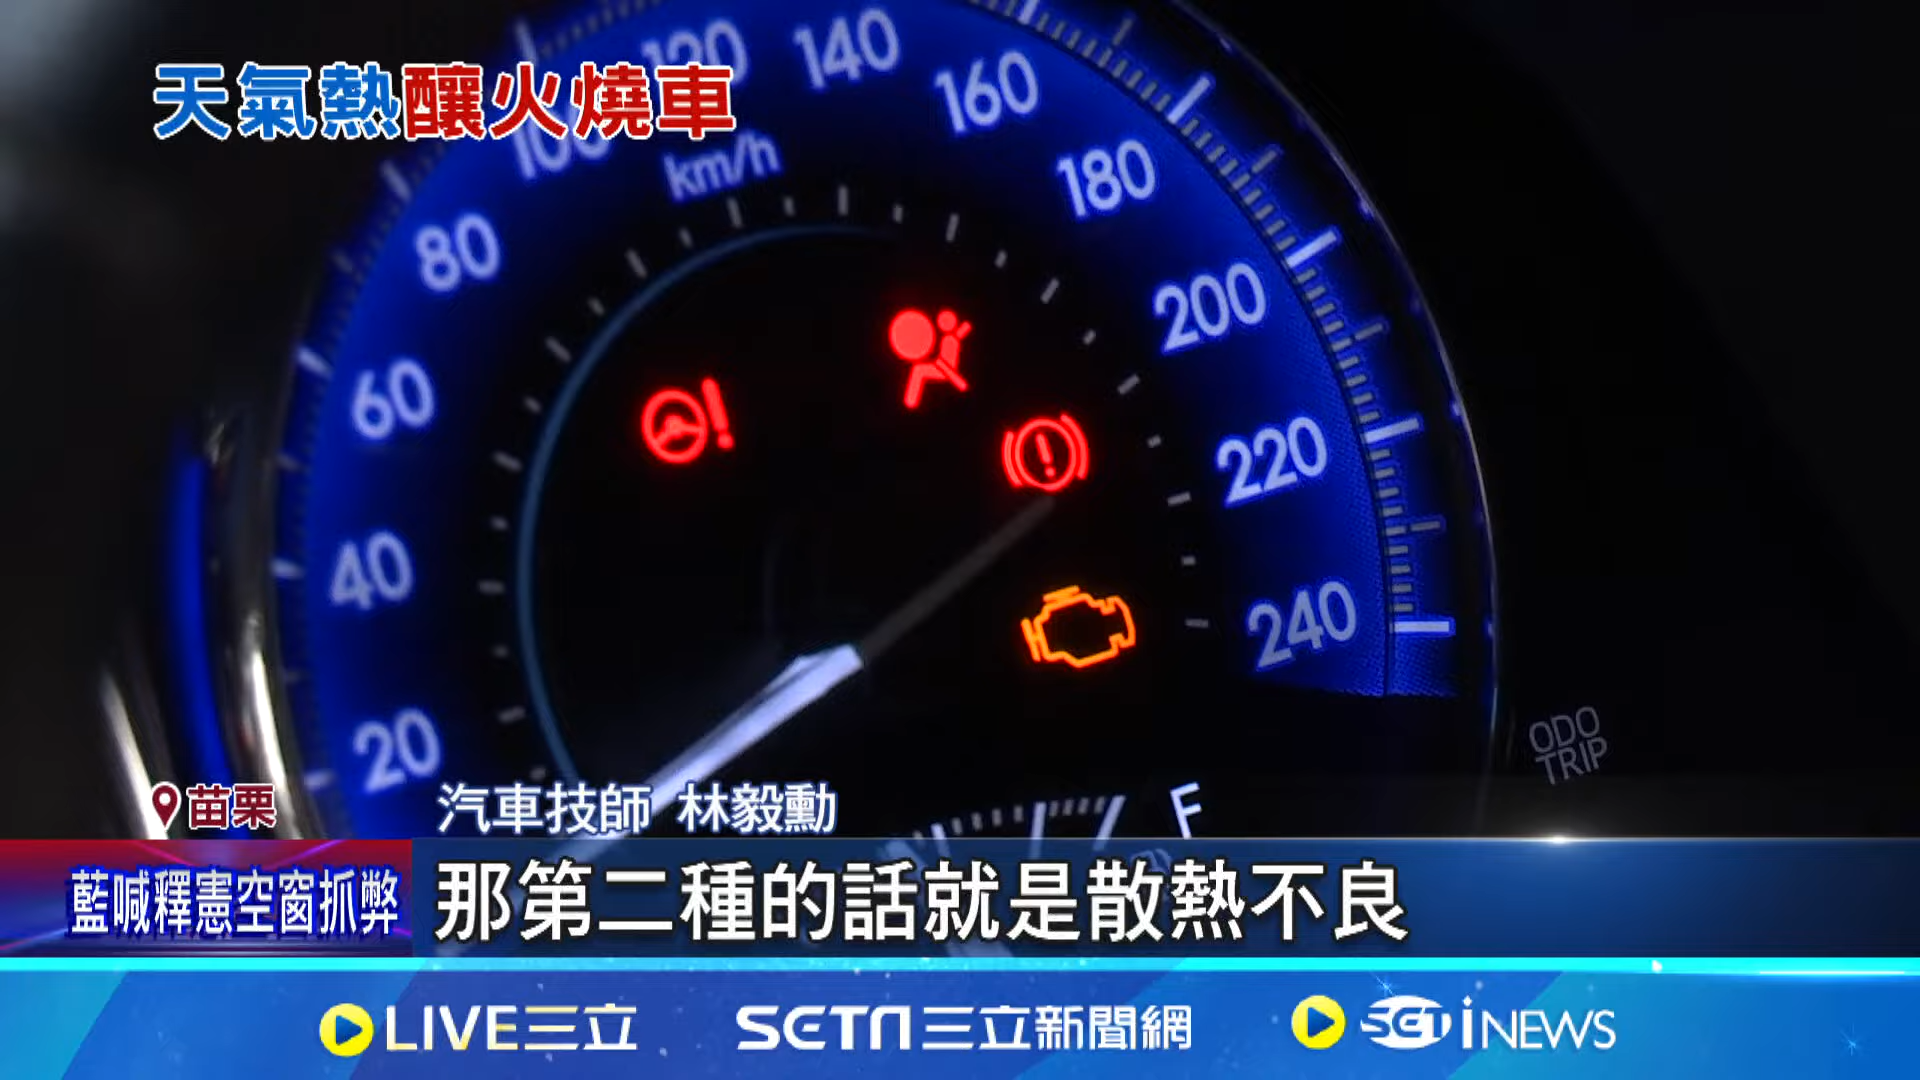 天氣熱釀火燒車
120
140
160
100
km/h
180
80
200
60
220
40
240
20
ODO
TRIP
F
苗栗
汽車技師 林毅勳
藍喊釋憲空窗抓弊
那第二種的話就是散熱不良
LIVE三立
SETN三立新聞網
SET iNEWS